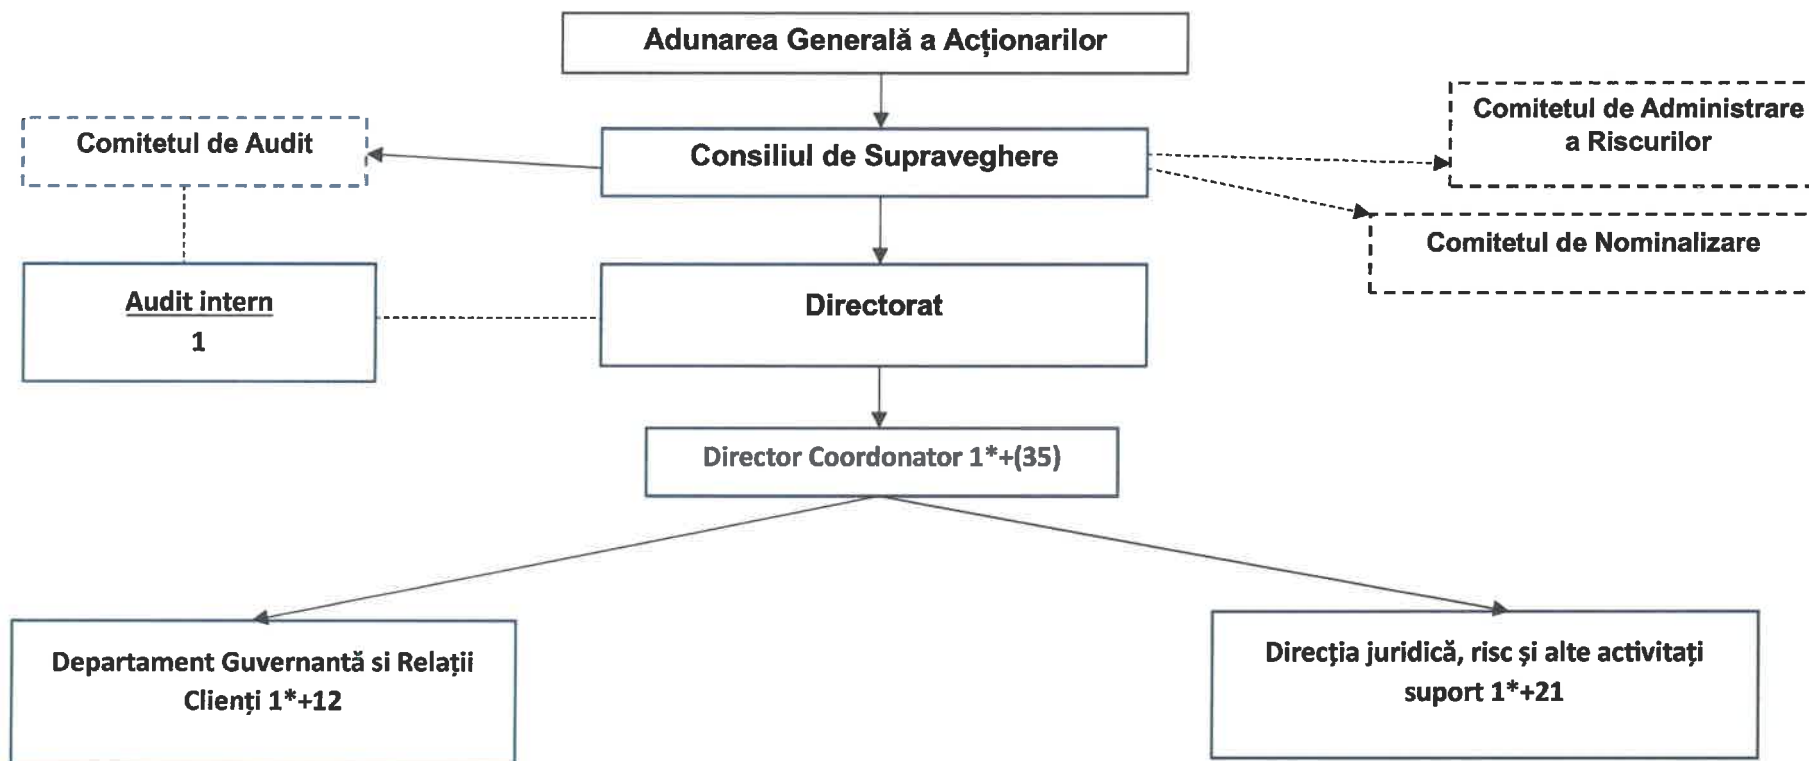 Adunarea Generală a Acționarilor
Comitetul de Administrare
a Riscurilor
Comitetul de Audit
Consiliul de Supraveghere
Comitetul de Nominalizare
Audit intern
1
Directorat
Director Coordonator 1*+(35)
Departament Guvernantă si Relații
Clienți 1*+12
Direcția juridică, risc și alte activitați
suport 1*+21